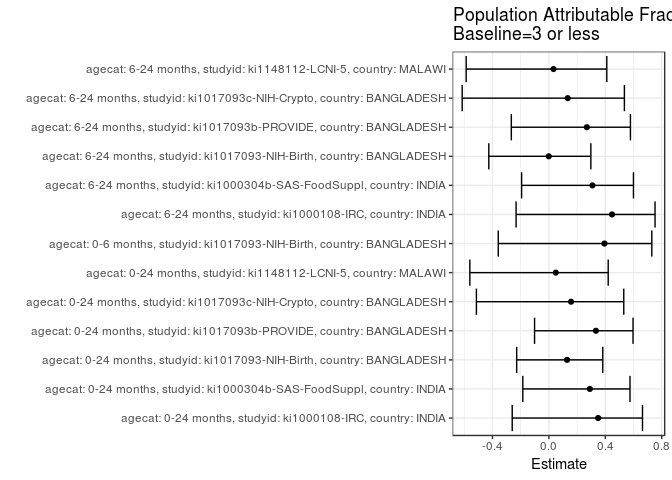 Population Attributable Frac
Baseline=3 or less
agecat: 6-24 months, studyid: ki1148112-LCNI-5, country: MALAWI
agecat: 6-24 months, studyid: ki1017093c-NIH-Crypto, country: BANGLADESH
agecat: 6-24 months, studyid: ki1017093b-PROVIDE, country: BANGLADESH
agecat: 6-24 months, studyid: ki1017093-NIH-Birth, country: BANGLADESH
agecat: 6-24 months, studyid: ki1000304b-SAS-FoodSuppl, country: INDIA
agecat: 6-24 months, studyid: ki1000108-IRC, country: INDIA
agecat: 0-6 months, studyid: ki1017093-NIH-Birth, country: BANGLADESH
agecat: 0-24 months, studyid: ki1148112-LCNI-5, country: MALAWI
agecat: 0-24 months, studyid: ki1017093c-NIH-Crypto, country: BANGLADESH
agecat: 0-24 months, studyid: ki1017093b-PROVIDE, country: BANGLADESH
agecat: 0-24 months, studyid: ki1017093-NIH-Birth, country: BANGLADESH
agecat: 0-24 months, studyid: ki1000304b-SAS-FoodSuppl, country: INDIA
agecat: 0-24 months, studyid: ki1000108-IRC, country: INDIA
-0.4 0.0 0.4 0.8
Estimate